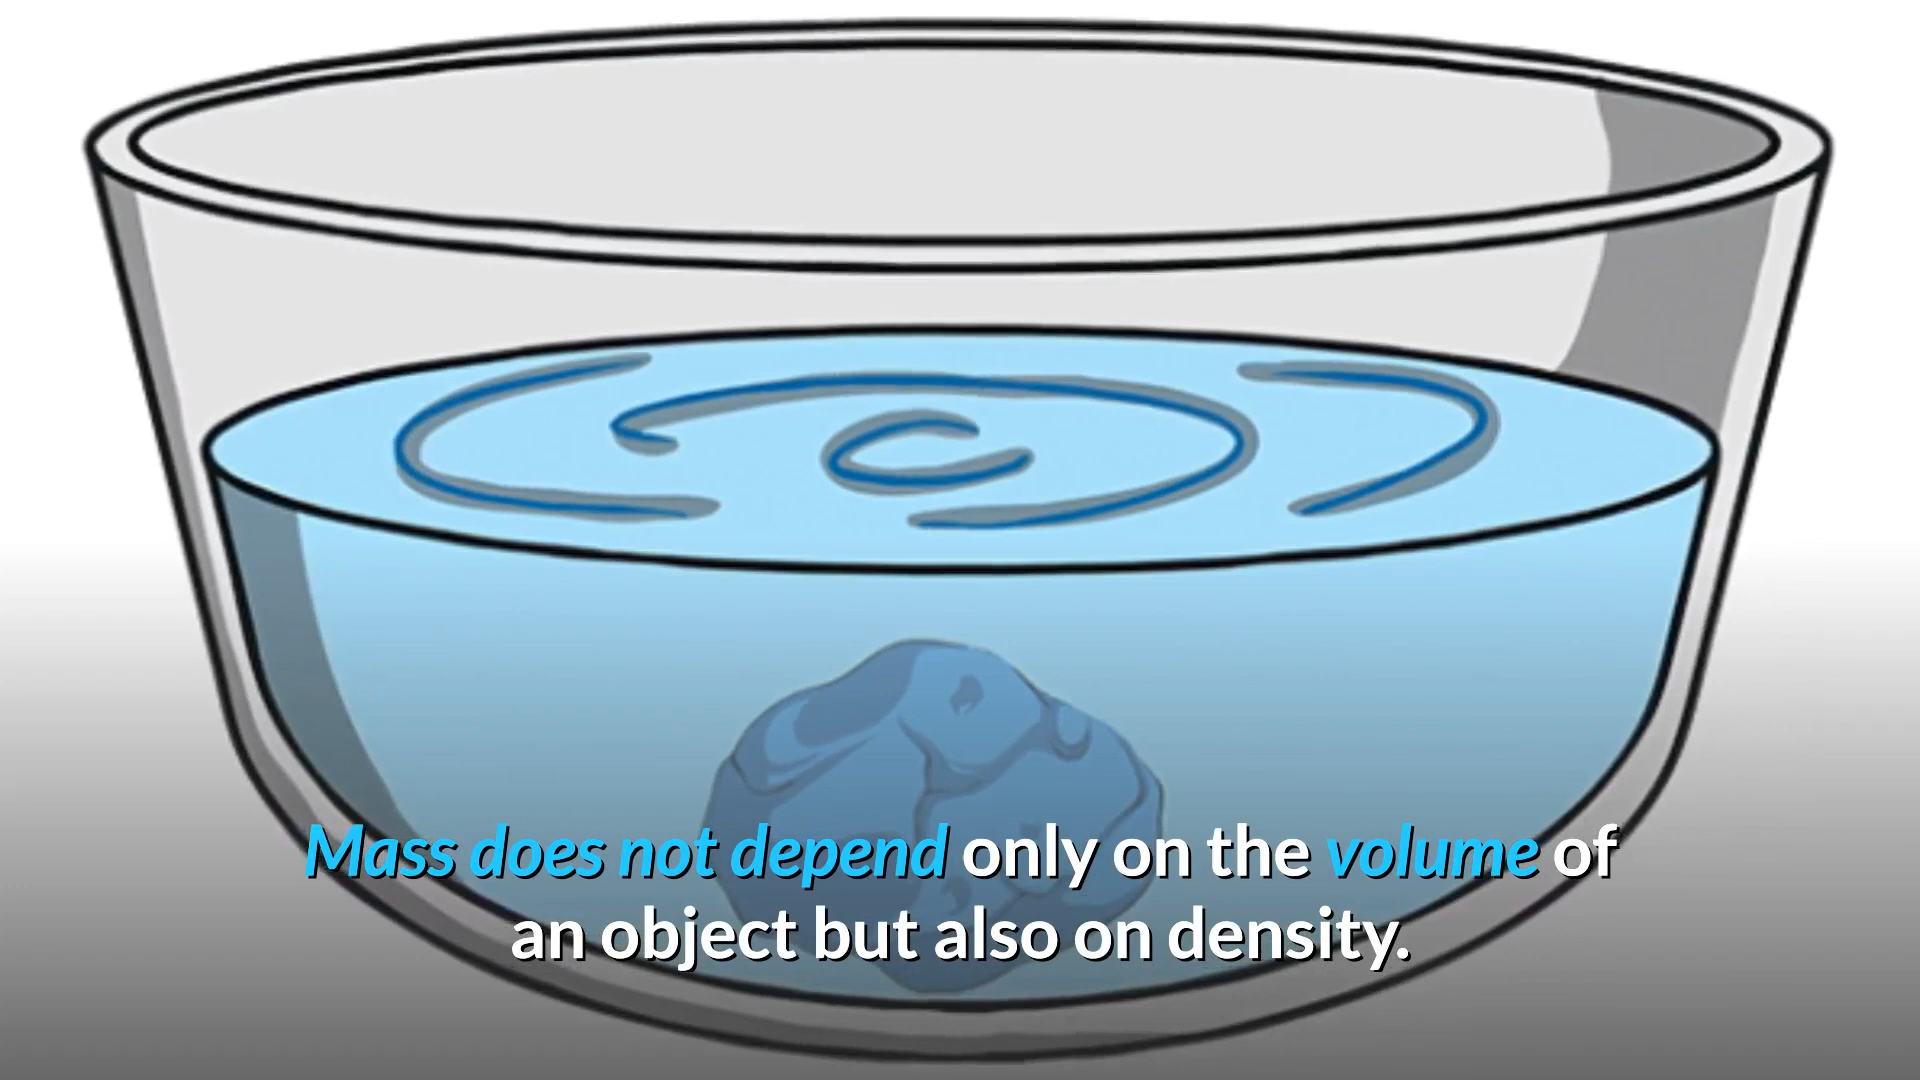 Mass does not depend only on the volume of
an object but also on density.